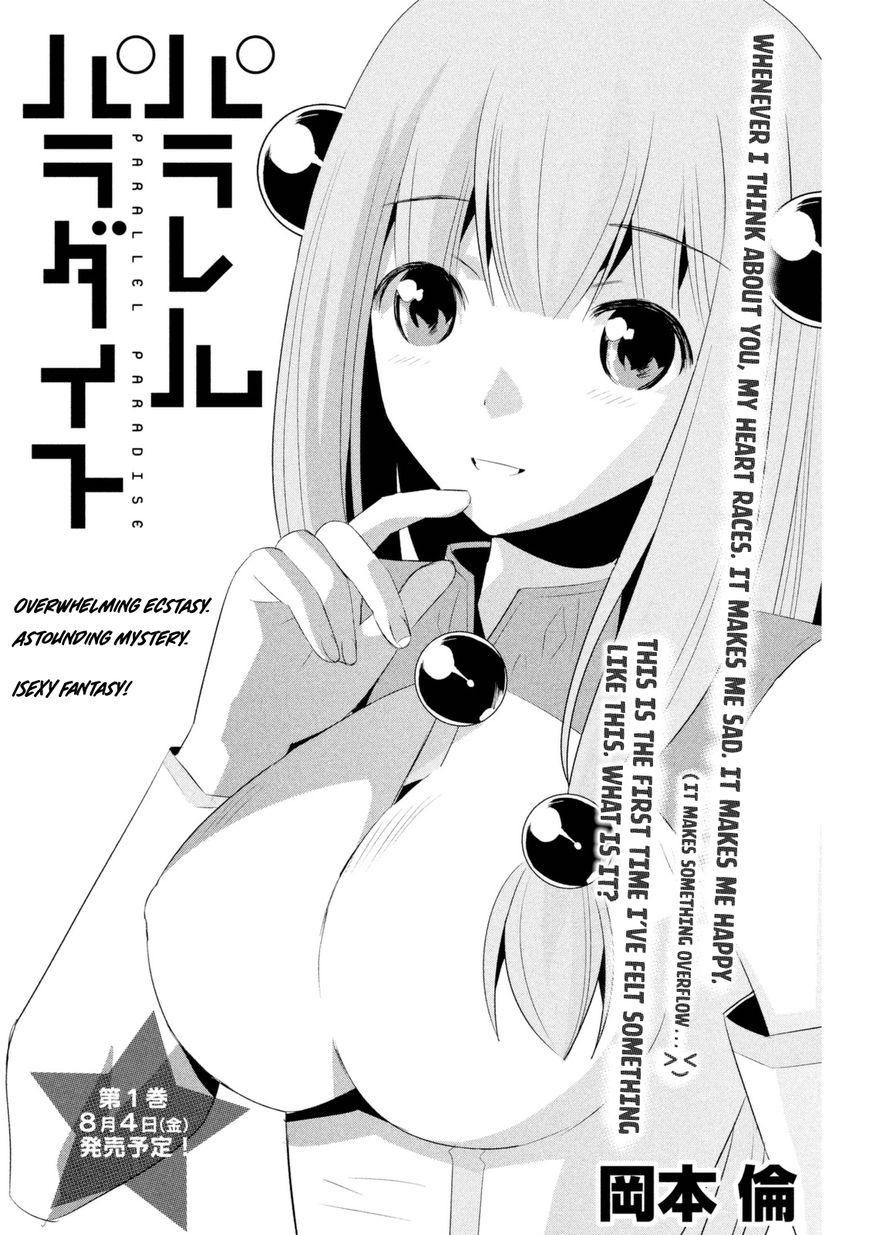 パラレル
パラダイス
PARALLEL PARADISE
WHENEVER I THINK ABOUT YOU, MY HEART RACES. IT MAKES ME SAD. IT MAKES ME HAPPY.
(IT MAKES SOMETHING OVERFLOW... ><)
THIS IS THE FIRST TIME I'VE FELT SOMETHING
LIKE THIS. WHAT IS IT?
OVERWHELMING ECSTASY.
ASTOUNDING MYSTERY.
ISEXY FANTASY!
第1巻
8月4日(金)
発売予定!
岡本 倫